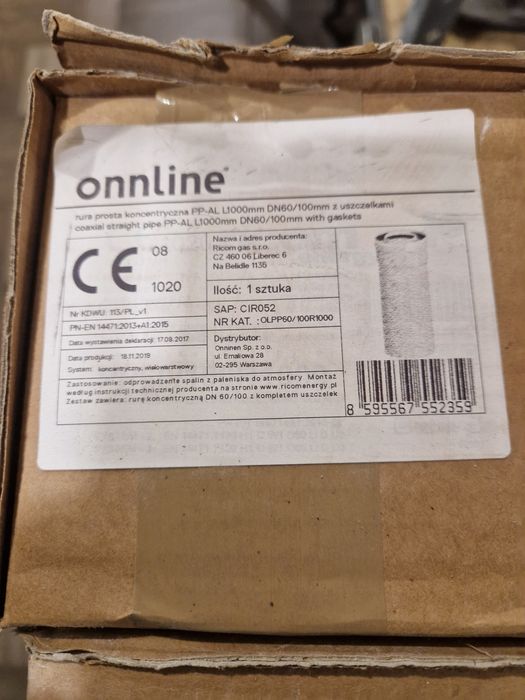 onnline®
rura prosta koncentryczna PP-AL L1000mm DN60/100mm z uszczelkami
coaxial straight pipe PP-AL L1000mm DN60/100mm with gaskets
CE 08
1020
Nr KDWU: 113/PL_v1
PN-EN 14471:2013+A1:2015
Data wystawienia deklaracji: 17.09.2017
Data produkcji: 18.11.2019
System: koncentryczny, wielowarstwowy
Nazwa i adres producenta:
Ricom gas s.r.o.
CZ 460 06 Liberec 6
Na Bělidle 1135
Ilość: 1 sztuka
SAP: CIR052
NR KAT. :OLPP60/100R1000
Dystrybutor:
Onninen Sp. z o.o.
ul. Emaliowa 28
02-295 Warszawa
Zastosowanie: odprowadzenie spalin z paleniska do atmosfery. Montaż
według instrukcji technicznej producenta na stronie www.ricomenergy.pl
Zestaw zawiera: rurę koncentryczną DN 60/100 z kompletem uszczelek
8 595567 552359